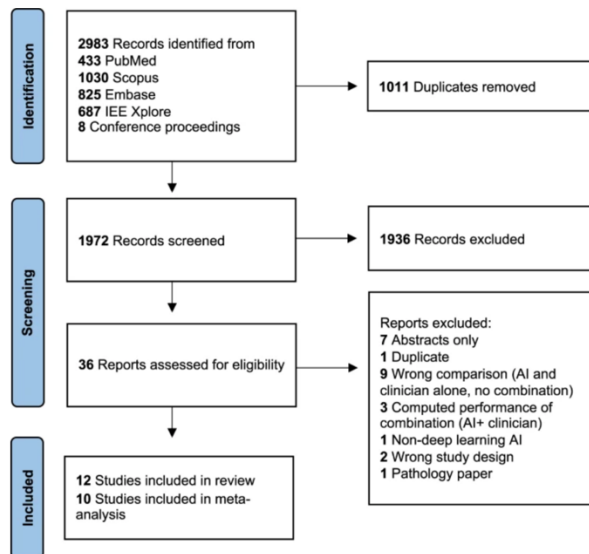 Identification
2983 Records identified from
433 PubMed
1030 Scopus
825 Embase
687 IEE Xplore
8 Conference proceedings
1011 Duplicates removed
Screening
1972 Records screened
1936 Records excluded
36 Reports assessed for eligibility
Reports excluded:
7 Abstracts only
1 Duplicate
9 Wrong comparison (AI and
clinician alone, no combination)
3 Computed performance of
combination (AI+ clinician)
1 Non-deep learning AI
2 Wrong study design
1 Pathology paper
Included
12 Studies included in review
10 Studies included in meta-
analysis